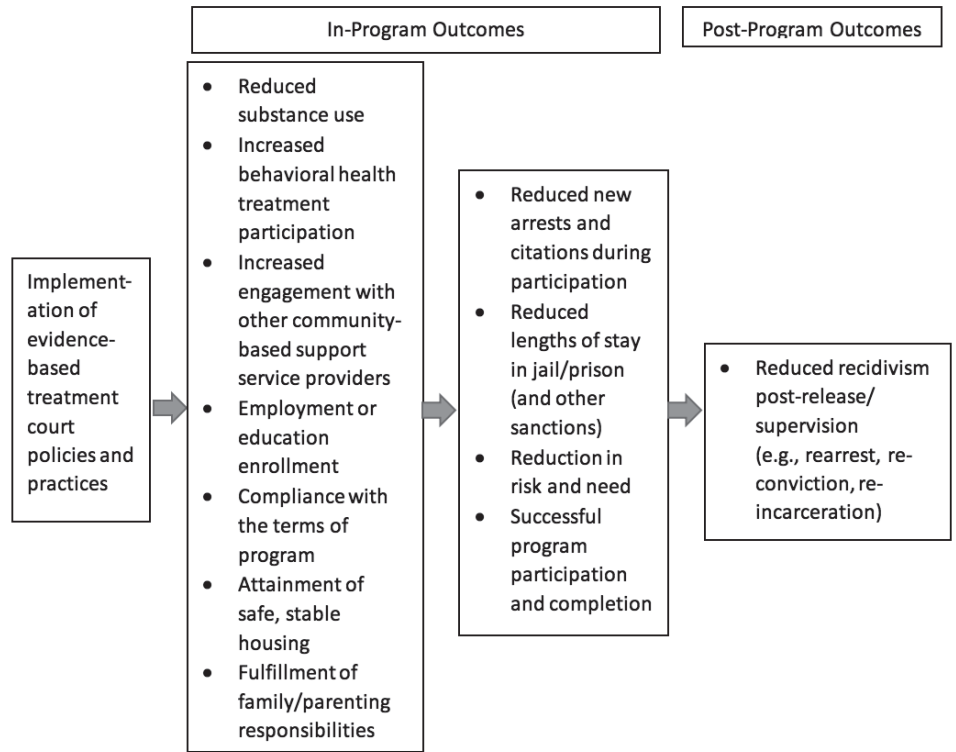 In-Program Outcomes
Post-Program Outcomes
Implement-
ation of
evidence-
based
treatment
court
policies and
practices
• Reduced
substance use
• Increased
behavioral health
treatment
participation
• Increased
engagement with
other community-
based support
service providers
• Employment or
education
enrollment
• Compliance with
the terms of
program
• Attainment of
safe, stable
housing
• Fulfillment of
family/parenting
responsibilities
• Reduced new
arrests and
citations during
participation
• Reduced
lengths of stay
in jail/prison
(and other
sanctions)
• Reduction in
risk and need
• Successful
program
participation
and completion
• Reduced recidivism
post-release/
supervision
(e.g., rearrest, re-
conviction, re-
incarceration)